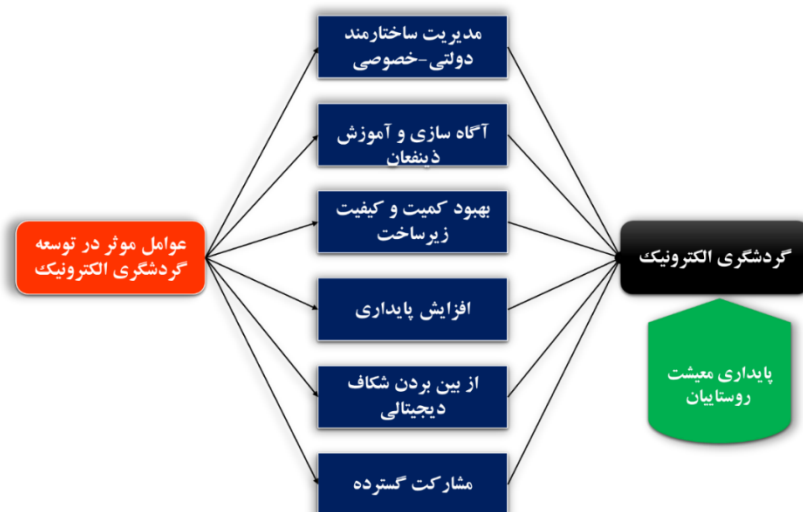 مدیریت ساختارمند
دولتی-خصوصی
آگاه سازی و آموزش
ذینفعان
بهبود کمیت و کیفیت
زیرساخت
افزایش پایداری
از بین بردن شکاف
دیجیتالی
مشارکت گسترده
گردشگری الکترونیک
پایداری معیشت
روستاییان
عوامل موثر در توسعه
گردشگری الکترونیک